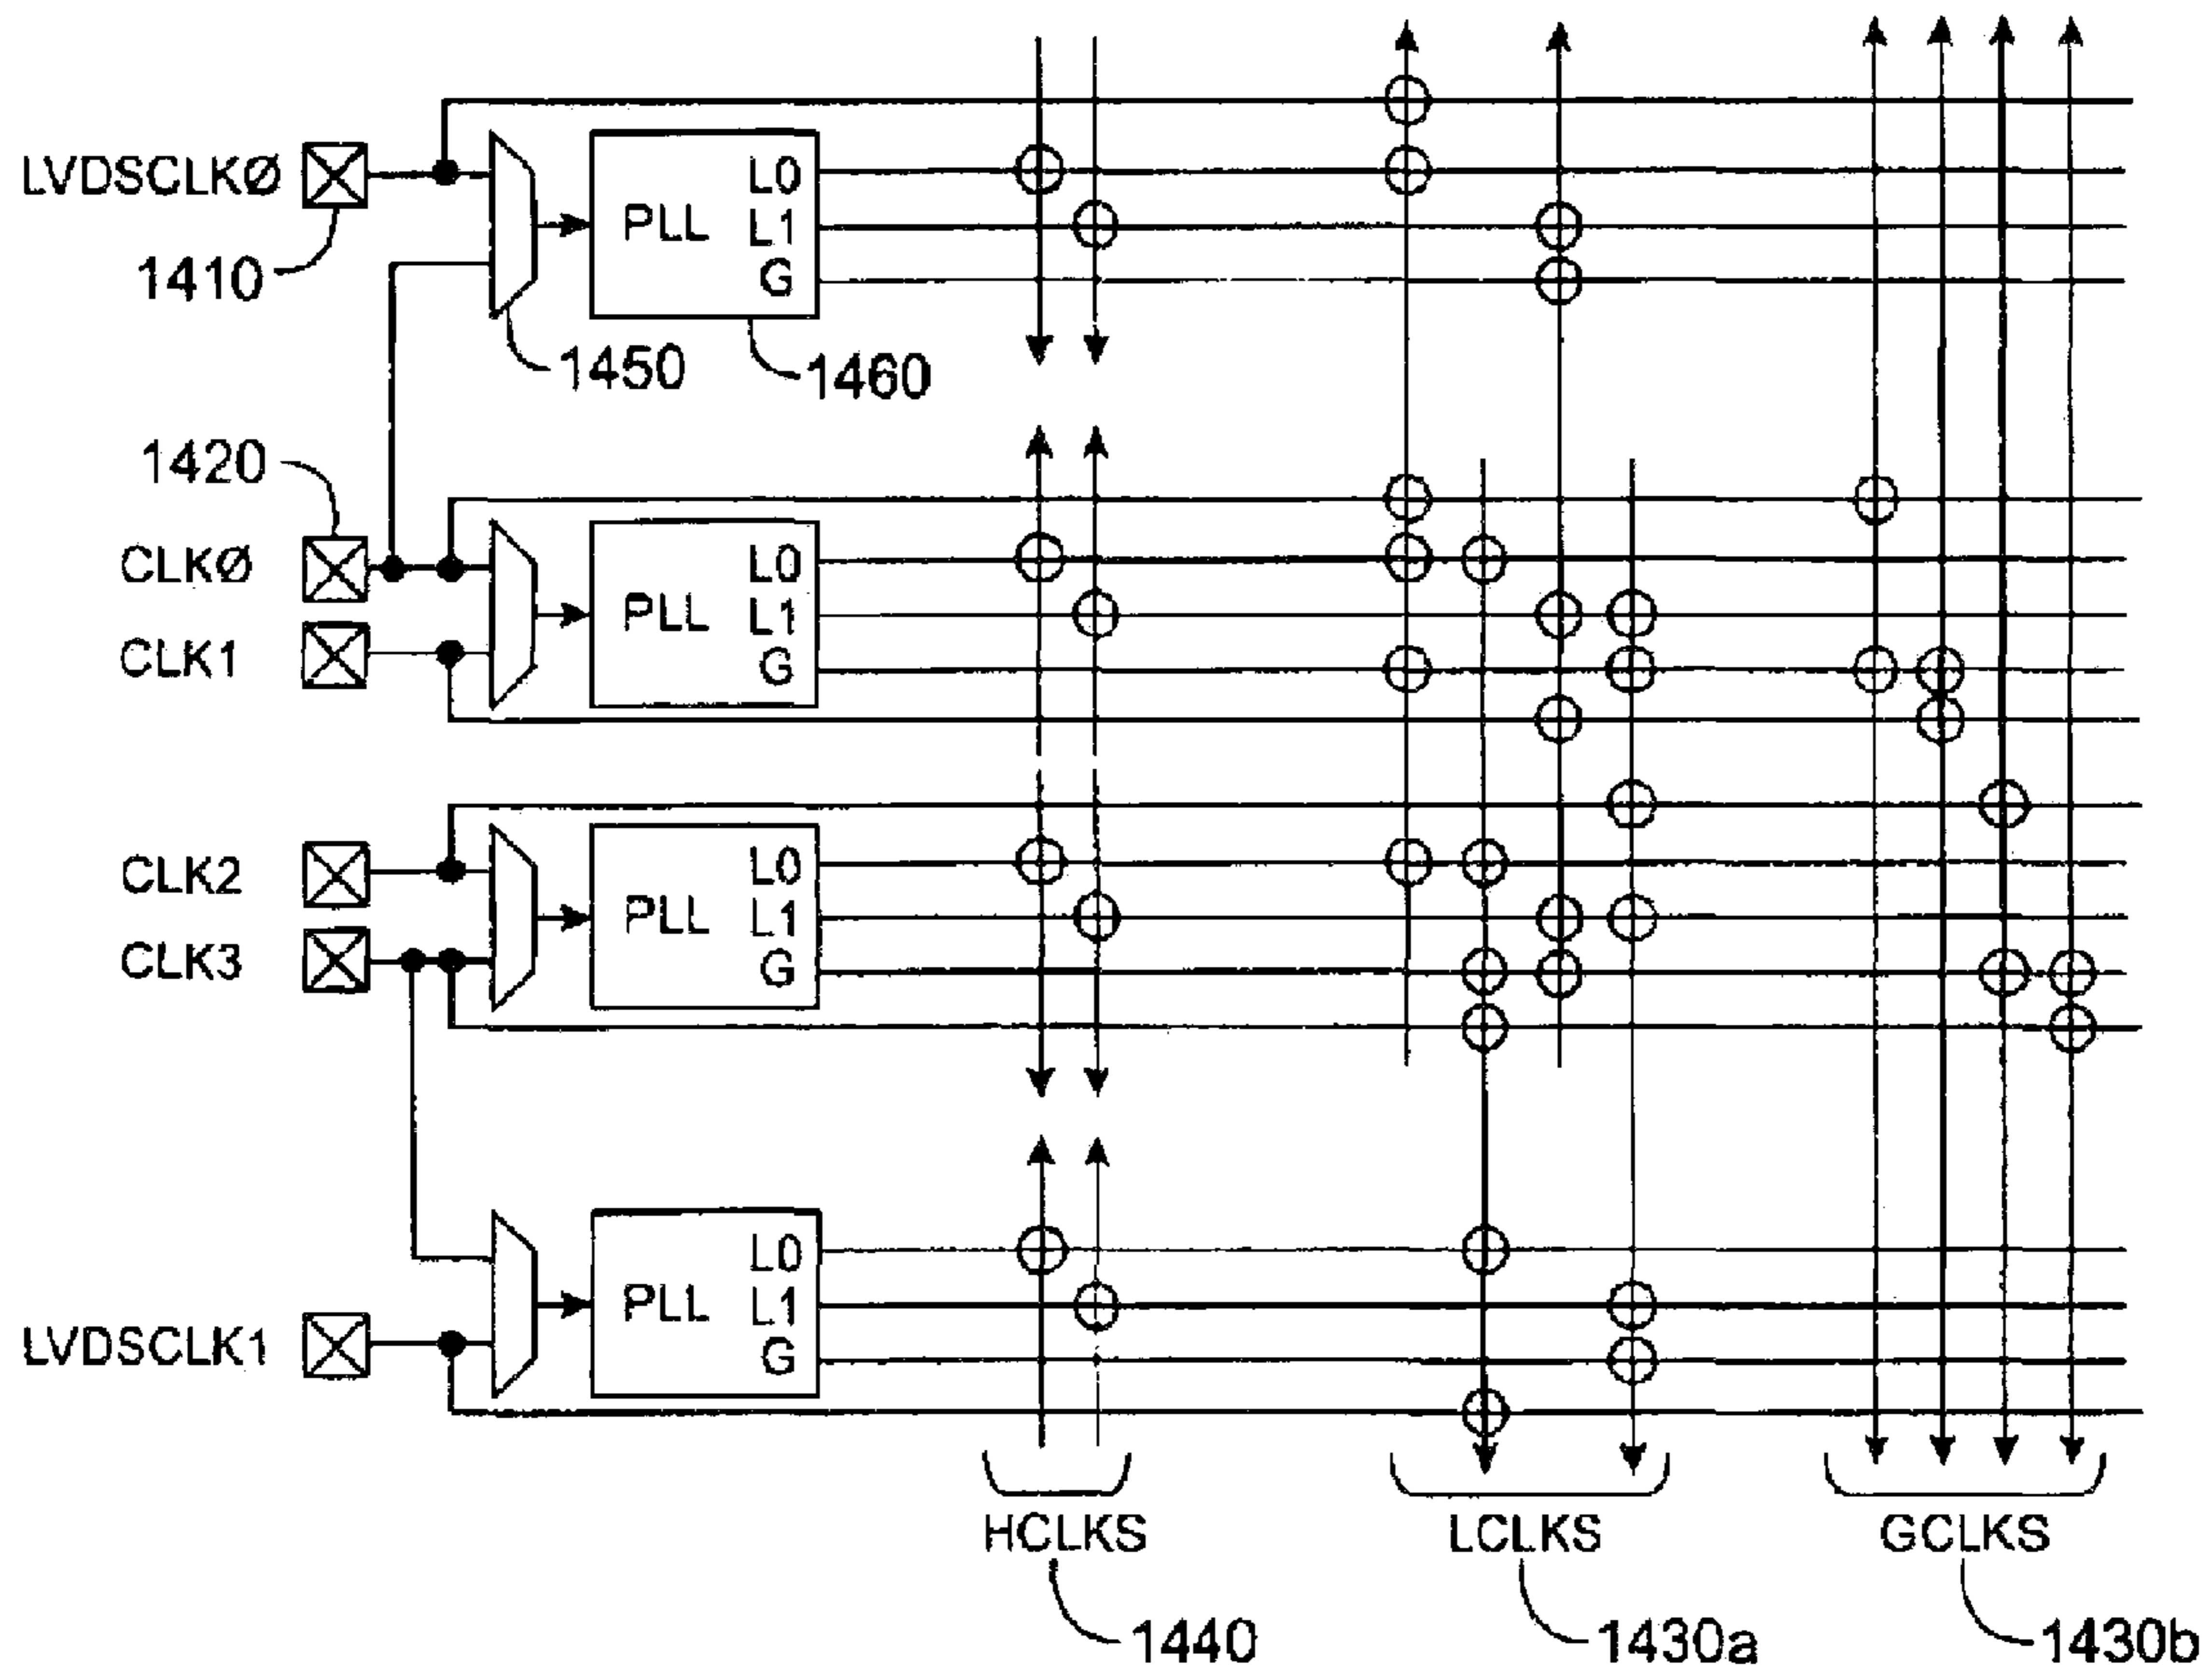 LVDSCLKØ
1410
PLL
L0
L1
G
1450
1460
1420
CLKØ
CLK1
PLL
L0
L1
G
CLK2
CLK3
PLL
L0
L1
G
LVDSCLK1
PLL
L0
L1
G
HCLKS
LCLKS
GCLKS
1440
1430a
1430b